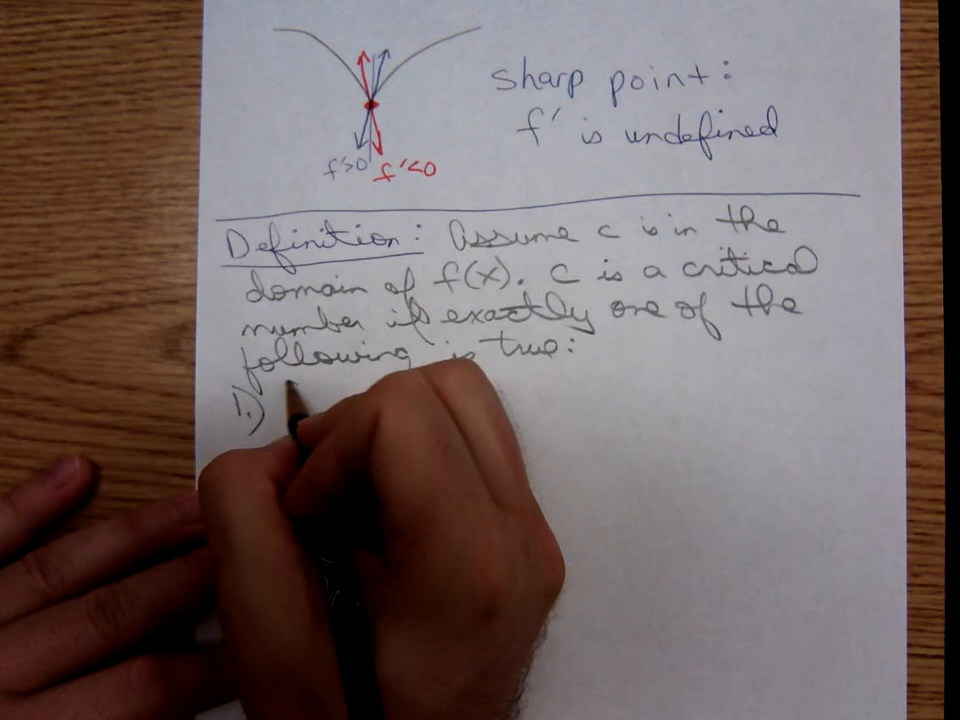 sharp point:
f' is undefined
f'>0 f'<0
Definition: Assume c is in the
domain of f(x). C is a critical
number if exactly one of the
following is true:
1.)